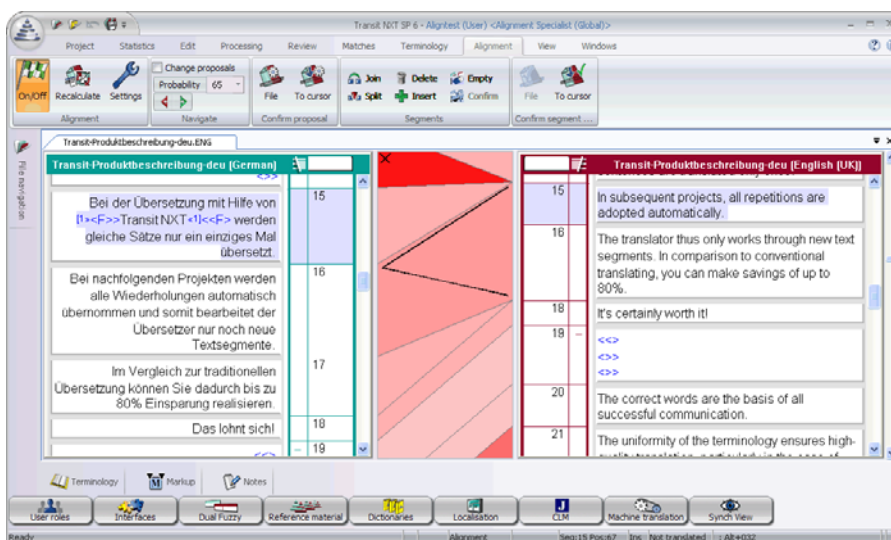 Transit NXT SP 6 - Aligntest (User) <Alignment Specialist (Global)>
Project Statistics Edit Processing Review Matches Terminology Alignment View Windows
On/Off Recalculate Settings
Alignment
Change proposals
Probability 65
Navigate
File To cursor
Confirm proposal
Join Delete Empty
Split Insert Confirm
Segments
File To cursor
Confirm segment ...
Transit-Produktbeschreibung-deu.ENG
File navigation
Transit-Produktbeschreibung-deu [German]
<>>
15
Bei der Übersetzung mit Hilfe von
[1»<F>>Transit NXT«1]<<F> werden
gleiche Sätze nur ein einziges Mal
übersetzt.
16
Bei nachfolgenden Projekten werden
alle Wiederholungen automatisch
übernommen und somit bearbeitet der
Übersetzer nur noch neue
Textsegmente.
17
Im Vergleich zur traditionellen
Übersetzung können Sie dadurch bis zu
80% Einsparung realisieren.
18
Das lohnt sich!
– 19
Transit-Produktbeschreibung-deu [English (UK)]
15
In subsequent projects, all repetitions are
adopted automatically.
16
The translator thus only works through new text
segments. In comparison to conventional
translating, you can make savings of up to
80%.
18
It's certainly worth it!
19 –
<<>
<>>
<>>
20
The correct words are the basis of all
successful communication.
21
The uniformity of the terminology ensures high-
Terminology Markup Notes
User roles Interfaces Dual Fuzzy Reference material Dictionaries Localisation CLM Machine translation Synch View
Ready Alignment Seg:15 Pos:67 Ins Not translated : Alt+032